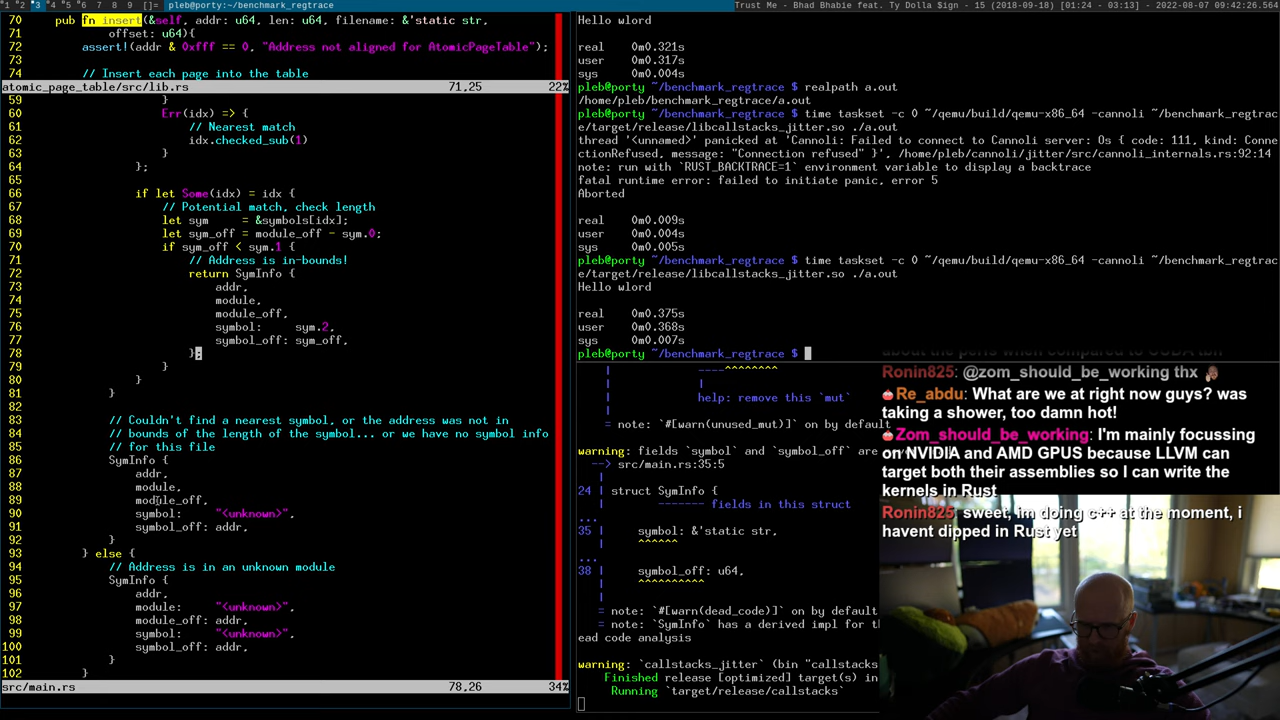 *1 *2 *3 *4 *5 *6 *7 *8 *9 pleb@porty:~/benchmark_regtrace
Trust Me - Bhad Bhabie feat. Ty Dolla $ign - 15 (2018-09-18) [01:24 - 03:13] - 2022-08-07 09:42:26.564
70     pub fn insert(&self, addr: u64, len: u64, filename: &'static str,
71             offset: u64){
72         assert!(addr & 0xfff == 0, "Address not aligned for AtomicPageTable");
73
74         // Insert each page into the table
atomic_page_table/src/lib.rs 71,25 22%
59                     }
60                     Err(idx) => {
61                         // Nearest match
62                         idx.checked_sub(1)
63                     }
64                 };
65
66                 if let Some(idx) = idx {
67                     // Potential match, check length
68                     let sym     = &symbols[idx];
69                     let sym_off = module_off - sym.0;
70                     if sym_off < sym.1 {
71                         // Address is in-bounds!
72                         return SymInfo {
73                             addr,
74                             module,
75                             module_off,
76                             symbol:     sym.2,
77                             symbol_off: sym_off,
78                         };
79                     }
80                 }
81             }
82
83             // Couldn't find a nearest symbol, or the address was not in
84             // bounds of the length of the symbol... or we have no symbol info
85             // for this file
86             SymInfo {
87                 addr,
88                 module,
89                 module_off,
90                 symbol:     "<unknown>",
91                 symbol_off: addr,
92             }
93         } else {
94             // Address is in an unknown module
95             SymInfo {
96                 addr,
97                 module:     "<unknown>",
98                 module_off: addr,
99                 symbol:     "<unknown>",
100                 symbol_off: addr,
101             }
102         }
src/main.rs 78,26 34%
Hello wlord
real    0m0.321s
user    0m0.317s
sys     0m0.004s
pleb@porty ~/benchmark_regtrace $ realpath a.out
/home/pleb/benchmark_regtrace/a.out
pleb@porty ~/benchmark_regtrace $ time taskset -c 0 ~/qemu/build/qemu-x86_64 -cannoli ~/benchmark_regtrac
e/target/release/libcallstacks_jitter.so ./a.out
thread '<unnamed>' panicked at 'Cannoli: Failed to connect to Cannoli server: Os { code: 111, kind: Conne
ctionRefused, message: "Connection refused" }', /home/pleb/cannoli/jitter/src/cannoli_internals.rs:92:14
note: run with `RUST_BACKTRACE=1` environment variable to display a backtrace
fatal runtime error: failed to initiate panic, error 5
Aborted
real    0m0.009s
user    0m0.004s
sys     0m0.005s
pleb@porty ~/benchmark_regtrace $ time taskset -c 0 ~/qemu/build/qemu-x86_64 -cannoli ~/benchmark_regtrac
e/target/release/libcallstacks_jitter.so ./a.out
Hello wlord
real    0m0.375s
user    0m0.368s
sys     0m0.007s
pleb@porty ~/benchmark_regtrace $
|             ----^^^^^^^^
|             |
|             help: remove this `mut`
|
= note: `#[warn(unused_mut)]` on by default
warning: fields `symbol` and `symbol_off` are
--> src/main.rs:35:5
|
24 | struct SymInfo {
|        ------- fields in this struct
...
35 |     symbol: &'static str,
|     ^^^^^^
...
38 |     symbol_off: u64,
|     ^^^^^^^^^^
|
= note: `#[warn(dead_code)]` on by default
= note: `SymInfo` has a derived impl for th
ead code analysis
warning: `callstacks_jitter` (bin "callstacks
Finished release [optimized] target(s) in
Running `target/release/callstacks`
Ronin825: @zom_should_be_working thx
Re_abdu: What are we at right now guys? was
taking a shower, too damn hot!
Zom_should_be_working: I'm mainly focussing
on NVIDIA and AMD GPUS because LLVM can
target both their assemblies so I can write the
kernels in Rust
Ronin825: sweet, im doing c++ at the moment, i
havent dipped in Rust yet